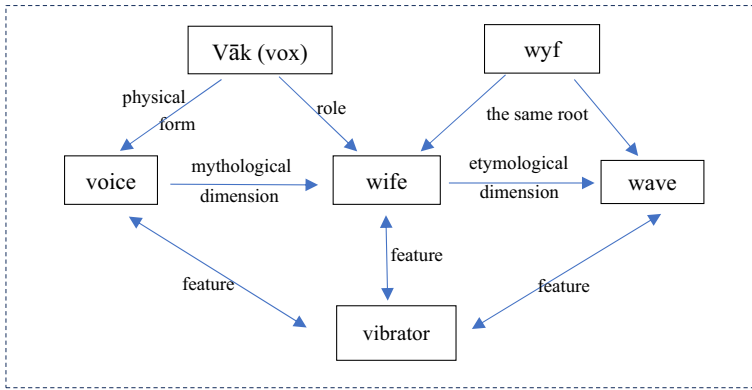 Vāk (vox)
wyf
physical
form
role
the same root
voice
mythological
dimension
wife
etymological
dimension
wave
feature
feature
feature
vibrator